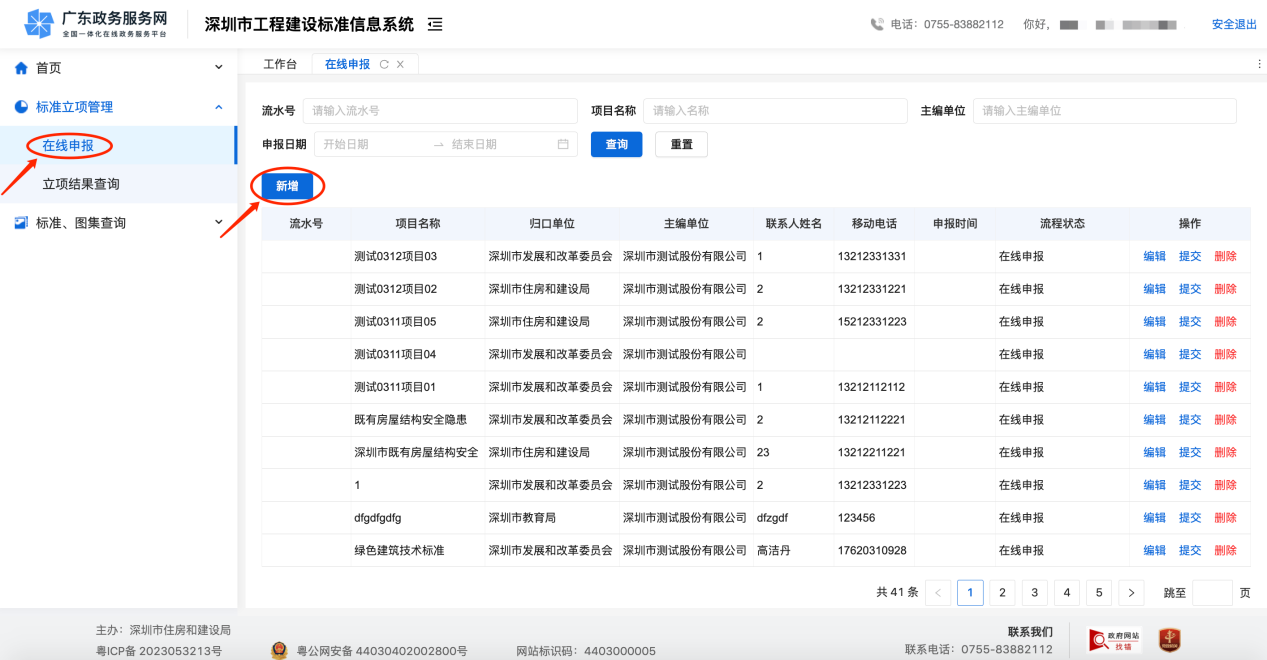 广东政务服务网
全国一体化在线政务服务平台
深圳市工程建设标准信息系统
电话：0755-83882112 你好， 安全退出
首页
标准立项管理
在线申报
立项结果查询
标准、图集查询
工作台 在线申报
流水号 请输入流水号 项目名称 请输入名称 主编单位 请输入主编单位
申报日期 开始日期 → 结束日期 查询 重置
新增
流水号 项目名称 归口单位 主编单位 联系人姓名 移动电话 申报时间 流程状态 操作
测试0312项目03 深圳市发展和改革委员会 深圳市测试股份有限公司 1 13212331331 在线申报 编辑 提交 删除
测试0312项目02 深圳市住房和建设局 深圳市测试股份有限公司 2 13212331221 在线申报 编辑 提交 删除
测试0311项目05 深圳市住房和建设局 深圳市测试股份有限公司 2 15212331223 在线申报 编辑 提交 删除
测试0311项目04 深圳市发展和改革委员会 深圳市测试股份有限公司 在线申报 编辑 提交 删除
测试0311项目01 深圳市发展和改革委员会 深圳市测试股份有限公司 1 13212112112 在线申报 编辑 提交 删除
既有房屋结构安全隐患 深圳市发展和改革委员会 深圳市测试股份有限公司 2 13212112221 在线申报 编辑 提交 删除
深圳市既有房屋结构安全 深圳市住房和建设局 深圳市测试股份有限公司 23 13212211221 在线申报 编辑 提交 删除
1 深圳市发展和改革委员会 深圳市测试股份有限公司 2 13212331223 在线申报 编辑 提交 删除
dfgdfgdfg 深圳市教育局 深圳市测试股份有限公司 dfzgdf 123456 在线申报 编辑 提交 删除
绿色建筑技术标准 深圳市发展和改革委员会 深圳市测试股份有限公司 高洁丹 17620310928 在线申报 编辑 提交 删除
共 41 条 < 1 2 3 4 5 > 跳至 页
主办：深圳市住房和建设局
粤ICP备 2023053213号 粤公网安备 44030402002800号 网站标识码：4403000005
联系我们
联系电话：0755-83882112
政府网站
找错